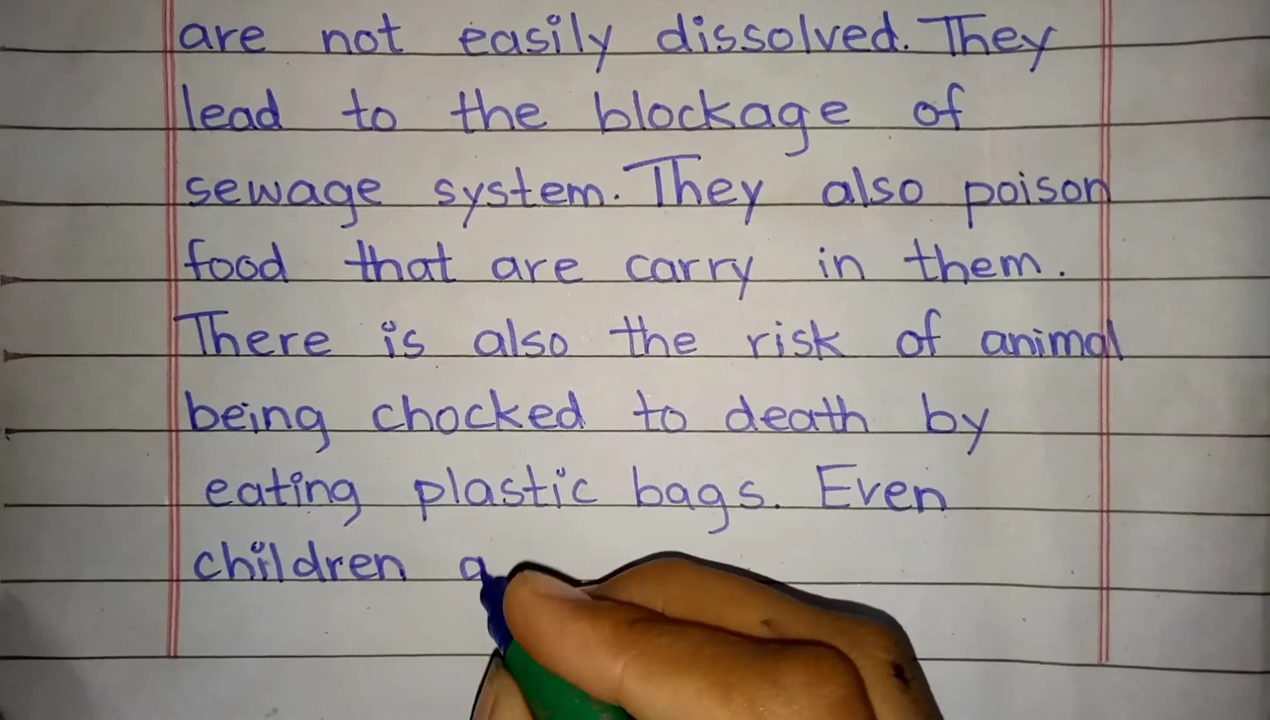 are not easily dissolved. They
lead to the blockage of
sewage system. They also poison
food that are carry in them.
There is also the risk of animal
being chocked to death by
eating plastic bags. Even
children a